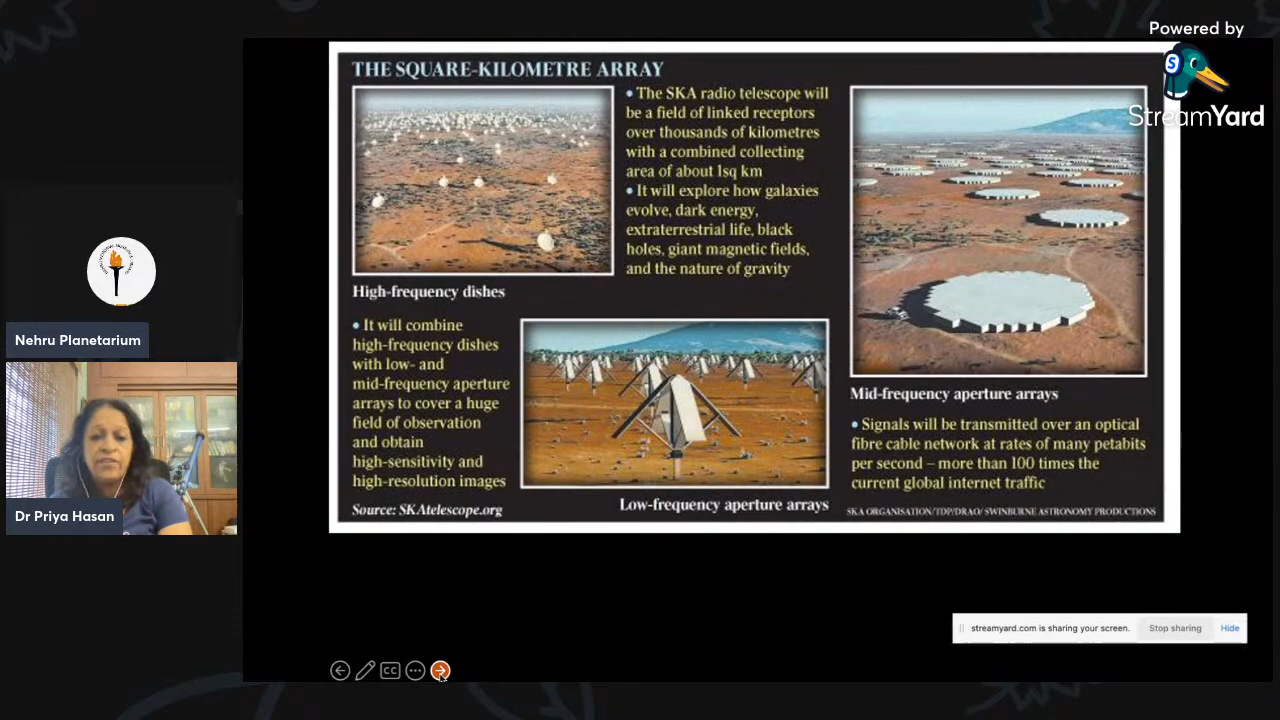 Powered by
StreamYard
THE SQUARE-KILOMETRE ARRAY
• The SKA radio telescope will
be a field of linked receptors
over thousands of kilometres
with a combined collecting
area of about 1sq km
• It will explore how galaxies
evolve, dark energy,
extraterrestrial life, black
holes, giant magnetic fields,
and the nature of gravity
High-frequency dishes
• It will combine
high-frequency dishes
with low- and
mid-frequency aperture
arrays to cover a huge
field of observation
and obtain
high-sensitivity and
high-resolution images
Source: SKAtelescope.org
Low-frequency aperture arrays
Mid-frequency aperture arrays
• Signals will be transmitted over an optical
fibre cable network at rates of many petabits
per second – more than 100 times the
current global internet traffic
SKA ORGANISATION/TDP/DRAO/ SWINBURNE ASTRONOMY PRODUCTIONS
Nehru Planetarium
Dr Priya Hasan
streamyard.com is sharing your screen.
Stop sharing
Hide
CC